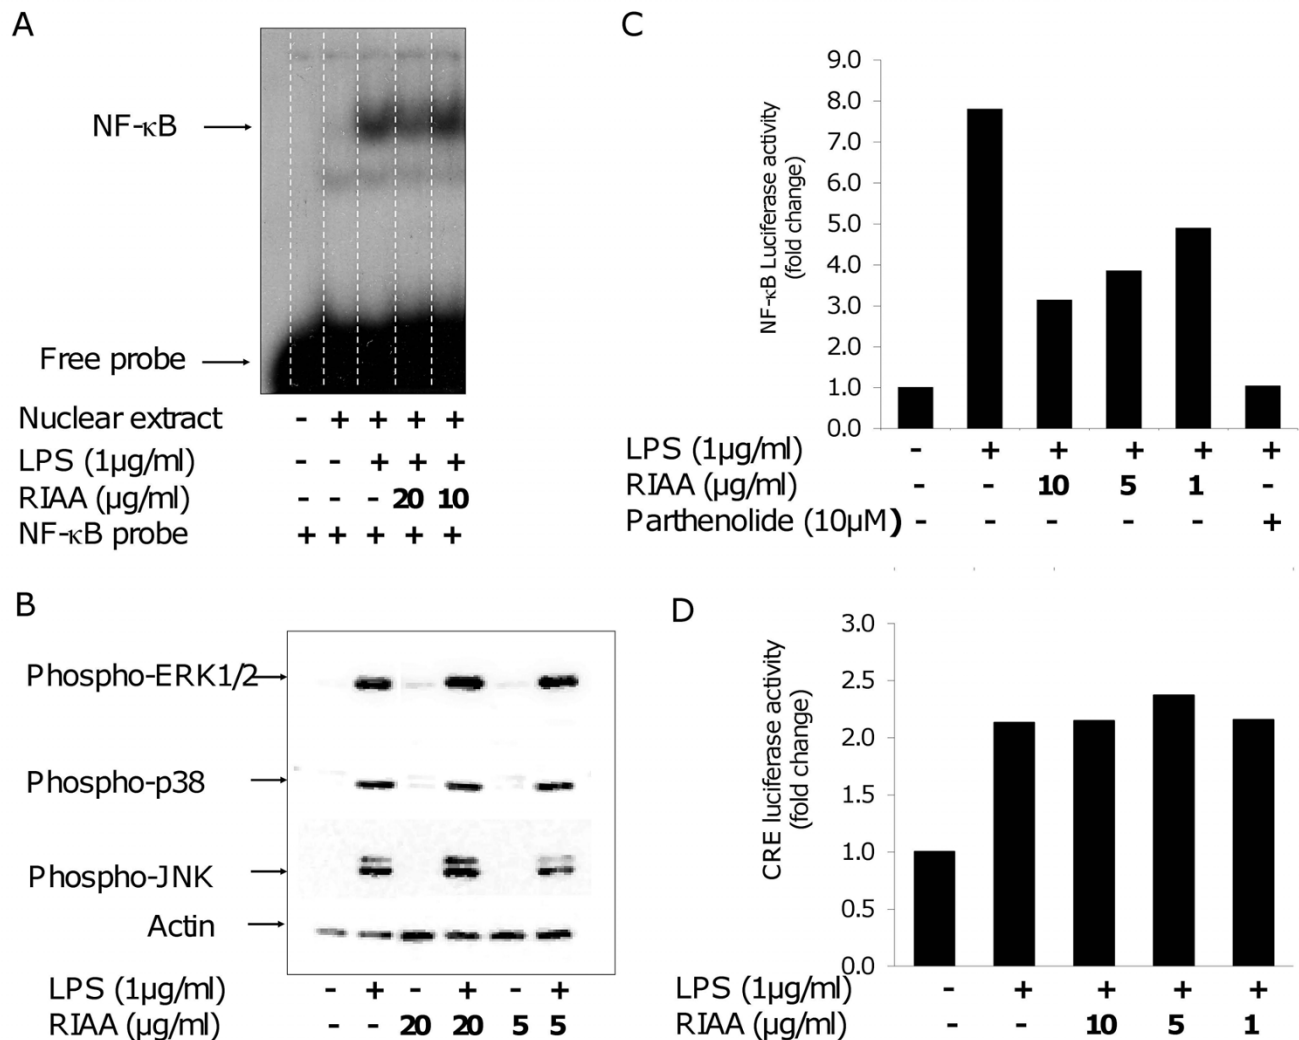 A
NF-κB
Free probe
Nuclear extract - + + + +
LPS (1μg/ml) - - + + +
RIAA (μg/ml) - - - 20 10
NF-κB probe + + + + +
B
Phospho-ERK1/2
Phospho-p38
Phospho-JNK
Actin
LPS (1μg/ml) - + - + - +
RIAA (μg/ml) - - 20 20 5 5
C
NF-κB Luciferase activity
(fold change)
9.0
8.0
7.0
6.0
5.0
4.0
3.0
2.0
1.0
0.0
LPS (1μg/ml) - + + + + +
RIAA (μg/ml) - - 10 5 1 -
Parthenolide (10μM) - - - - - +
D
CRE luciferase activity
(fold change)
3.0
2.5
2.0
1.5
1.0
0.5
0.0
LPS (1μg/ml) - + + + +
RIAA (μg/ml) - - 10 5 1